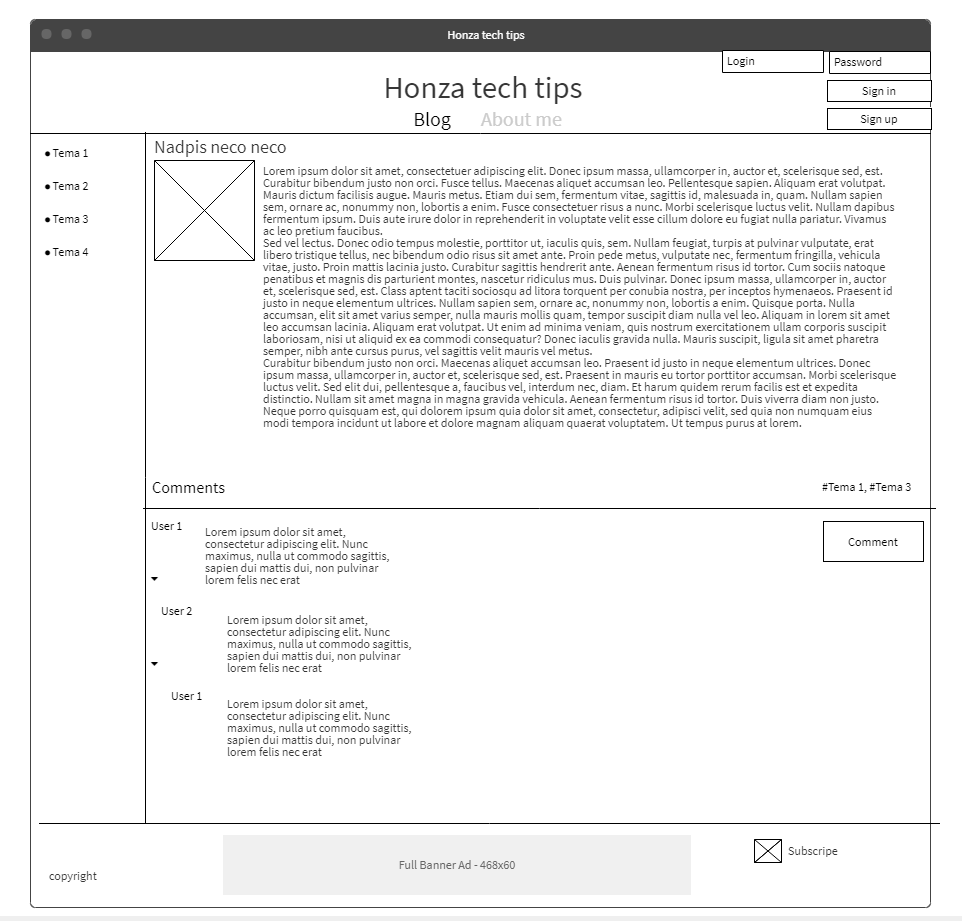 Honza tech tips
Login
Password
Honza tech tips
Sign in
Blog
About me
Sign up
Tema 1
Tema 2
Tema 3
Tema 4
Nadpis neco neco
Lorem ipsum dolor sit amet, consectetuer adipiscing elit. Donec ipsum massa, ullamcorper in, auctor et, scelerisque sed, est.
Curabitur bibendum justo non orci. Fusce tellus. Maecenas aliquet accumsan leo. Pellentesque sapien. Aliquam erat volutpat.
Mauris dictum facilisis augue. Mauris metus. Etiam dui sem, fermentum vitae, sagittis id, malesuada in, quam. Nullam sapien
sem, ornare ac, nonummy non, lobortis a enim. Fusce consectetuer risus a nunc. Morbi scelerisque luctus velit. Nullam dapibus
fermentum ipsum. Duis aute irure dolor in reprehenderit in voluptate velit esse cillum dolore eu fugiat nulla pariatur. Vivamus
ac leo pretium faucibus.
Sed vel lectus. Donec odio tempus molestie, porttitor ut, iaculis quis, sem. Nullam feugiat, turpis at pulvinar vulputate, erat
libero tristique tellus, nec bibendum odio risus sit amet ante. Proin pede metus, vulputate nec, fermentum fringilla, vehicula
vitae, justo. Proin mattis lacinia justo. Curabitur sagittis hendrerit ante. Aenean fermentum risus id tortor. Cum sociis natoque
penatibus et magnis dis parturient montes, nascetur ridiculus mus. Duis pulvinar. Donec ipsum massa, ullamcorper in, auctor
et, scelerisque sed, est. Class aptent taciti sociosqu ad litora torquent per conubia nostra, per inceptos hymenaeos. Praesent id
justo in neque elementum ultrices. Nullam sapien sem, ornare ac, nonummy non, lobortis a enim. Quisque porta. Nulla
accumsan, elit sit amet varius semper, nulla mauris mollis quam, tempor suscipit diam nulla vel leo. Aliquam in lorem sit amet
leo accumsan lacinia. Aliquam erat volutpat. Ut enim ad minima veniam, quis nostrum exercitationem ullam corporis suscipit
laboriosam, nisi ut aliquid ex ea commodi consequatur? Donec iaculis gravida nulla. Mauris suscipit, ligula sit amet pharetra
semper, nibh ante cursus purus, vel sagittis velit mauris vel metus.
Curabitur bibendum justo non orci. Maecenas aliquet accumsan leo. Praesent id justo in neque elementum ultrices. Donec
ipsum massa, ullamcorper in, auctor et, scelerisque sed, est. Praesent in mauris eu tortor porttitor accumsan. Morbi scelerisque
luctus velit. Sed elit dui, pellentesque a, faucibus vel, interdum nec, diam. Et harum quidem rerum facilis est et expedita
distinctio. Nullam sit amet magna in magna gravida vehicula. Aenean fermentum risus id tortor. Duis viverra diam non justo.
Neque porro quisquam est, qui dolorem ipsum quia dolor sit amet, consectetur, adipisci velit, sed quia non numquam eius
modi tempora incidunt ut labore et dolore magnam aliquam quaerat voluptatem. Ut tempus purus at lorem.
Comments
#Tema 1, #Tema 3
User 1
Lorem ipsum dolor sit amet,
consectetur adipiscing elit. Nunc
maximus, nulla ut commodo sagittis,
sapien dui mattis dui, non pulvinar
lorem felis nec erat
Comment
User 2
Lorem ipsum dolor sit amet,
consectetur adipiscing elit. Nunc
maximus, nulla ut commodo sagittis,
sapien dui mattis dui, non pulvinar
lorem felis nec erat
User 1
Lorem ipsum dolor sit amet,
consectetur adipiscing elit. Nunc
maximus, nulla ut commodo sagittis,
sapien dui mattis dui, non pulvinar
lorem felis nec erat
copyright
Full Banner Ad - 468x60
Subscripe